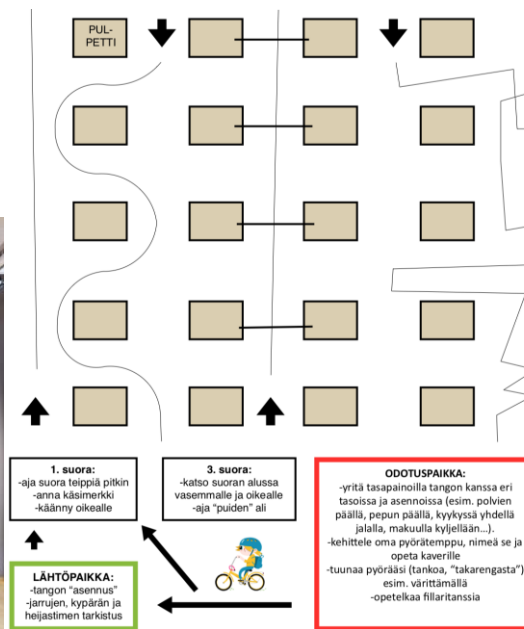 PUL-
PETTI
1. suora:
-aja suoraa teippiä pitkin
-anna käsimerkki
-käänny oikealle
3. suora:
-katso suoran alussa
vasemmalle ja oikealle
-aja "puiden" ali
ODOTUSPAIKKA:
-yritä tasapainoilla tangon kanssa eri
tasoissa ja asennoissa (esim. polvien
päällä, pepun päällä, kyykyssä yhdellä
jalalla, makuulla kyljellään...).
-kehittele oma pyörätemppu, nimeä se ja
opeta kaverille
-tuunaa pyörääsi (tankoa, "takarengasta")
esim. värittämällä
-opetelkaa fillaritanssia
LÄHTÖPAIKKA:
-tangon "asennus"
-jarrujen, kypärän ja
heijastimen tarkistus